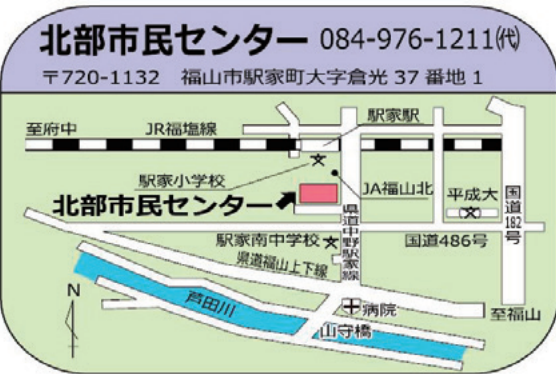 北部市民センター 084-976-1211㈹
〒720-1132 福山市駅家町大字倉光 37 番地 1
駅家駅
至府中
JR福塩線
駅家小学校
JA福山北
平成大
国道182号
北部市民センター
県道中野駅家線
駅家南中学校
国道486号
県道福山上下線
N
芦田川
病院
至福山
山守橋